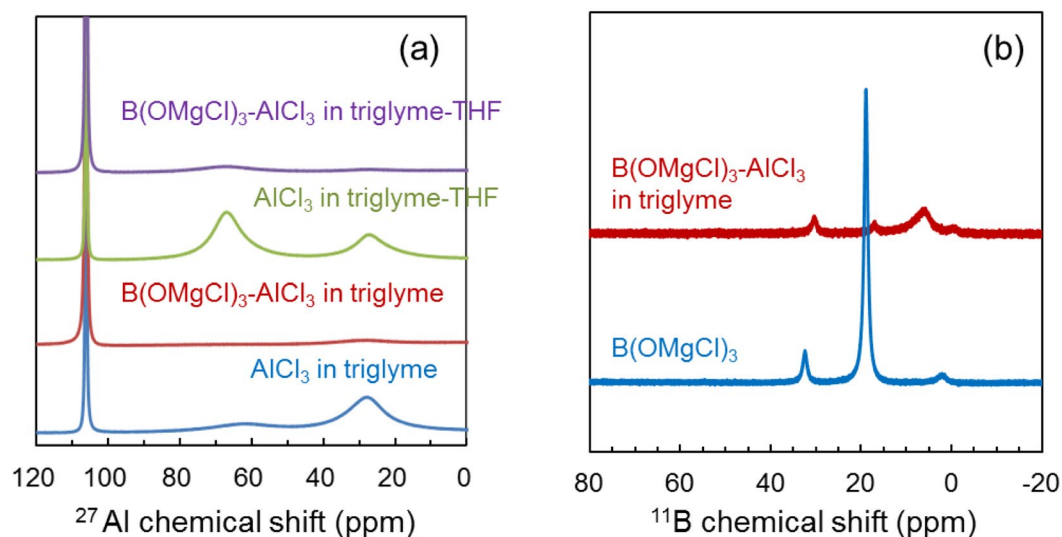 (a)
B(OMgCl)₃-AlCl₃ in triglyme-THF
AlCl₃ in triglyme-THF
B(OMgCl)₃-AlCl₃ in triglyme
AlCl₃ in triglyme
120 100 80 60 40 20 0
²⁷Al chemical shift (ppm)
(b)
B(OMgCl)₃-AlCl₃
in triglyme
B(OMgCl)₃
80 60 40 20 0 -20
¹¹B chemical shift (ppm)